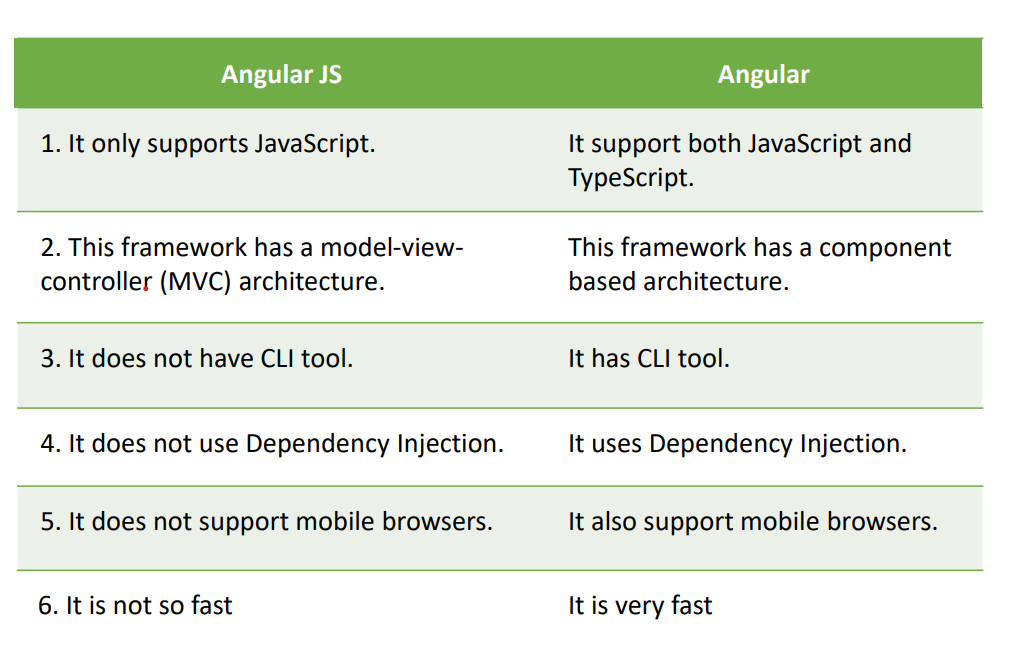 Angular JS
Angular
1. It only supports JavaScript.
It support both JavaScript and
TypeScript.
2. This framework has a model-view-
controller (MVC) architecture.
This framework has a component
based architecture.
3. It does not have CLI tool.
It has CLI tool.
4. It does not use Dependency Injection.
It uses Dependency Injection.
5. It does not support mobile browsers.
It also support mobile browsers.
6. It is not so fast
It is very fast